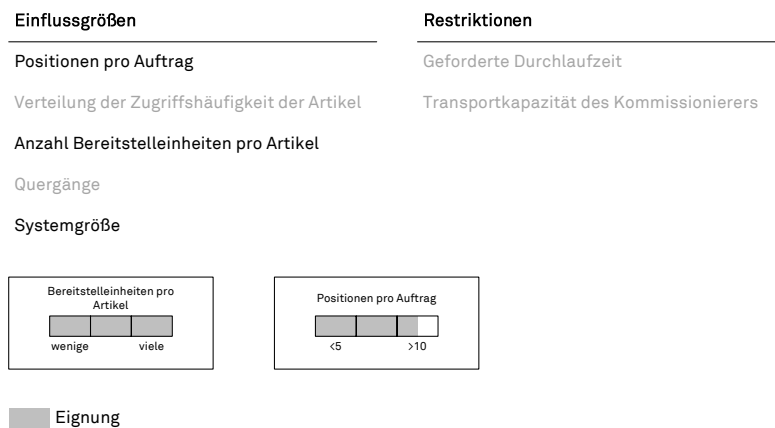 Einflussgrößen
Restriktionen
Positionen pro Auftrag
Geforderte Durchlaufzeit
Verteilung der Zugriffshäufigkeit der Artikel
Transportkapazität des Kommissionierers
Anzahl Bereitstelleinheiten pro Artikel
Quergänge
Systemgröße
Bereitstelleinheiten pro
Artikel
wenige
viele
Positionen pro Auftrag
<5
>10
Eignung